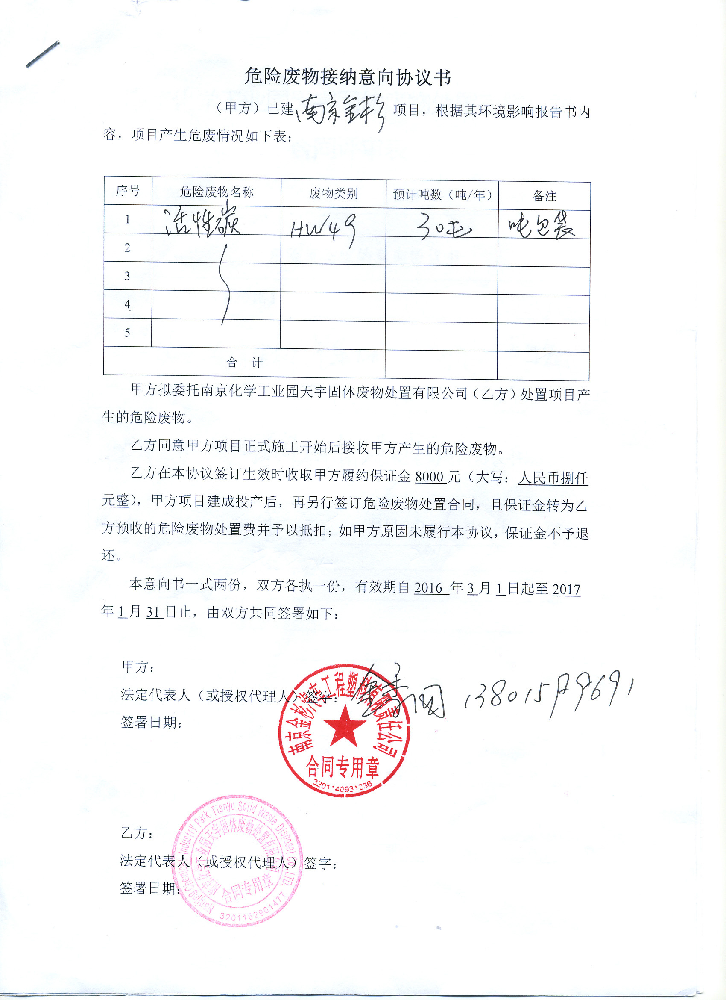 危险废物接纳意向协议书
（甲方）已建 南京金杉 项目，根据其环境影响报告书内
容，项目产生危废情况如下表：
序号 危险废物名称 废物类别 预计吨数（吨/年） 备注
1 活性碳 HW49 30吨 吨包袋
2
3
4
5
合 计
甲方拟委托南京化学工业园天宇固体废物处置有限公司（乙方）处置项目产
生的危险废物。
乙方同意甲方项目正式施工开始后接收甲方产生的危险废物。
乙方在本协议签订生效时收取甲方履约保证金 8000 元（大写：人民币捌仟
元整），甲方项目建成投产后，再另行签订危险废物处置合同，且保证金转为乙
方预收的危险废物处置费并予以抵扣；如甲方原因未履行本协议，保证金不予退
还。
本意向书一式两份，双方各执一份，有效期自 2016 年 3 月 1 日起至 2017
年 1 月 31 日止，由双方共同签署如下：
甲方：
法定代表人（或授权代理人）签字：
签署日期：
南京金杉汽车工程塑料有限责任公司
合同专用章
3201140931236
乙方：
法定代表人（或授权代理人）签字：
签署日期：
Nanjing Chemical Industry Park Tianyu Solid Waste Disposal Co. LTD.
南京化学工业园天宇固体废物处置有限公司
合同专用章
3201162901477